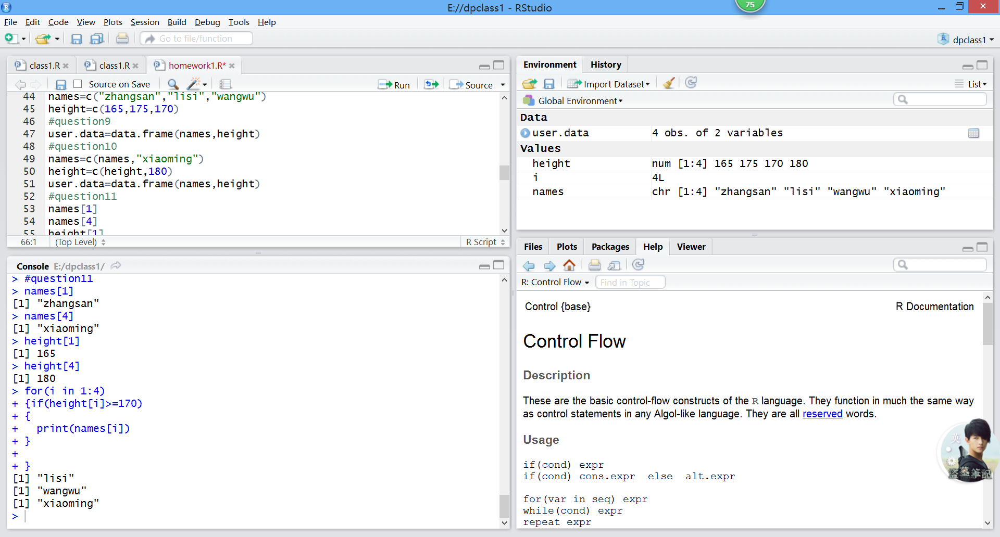 E://dpclass1 - RStudio
75
File Edit Code View Plots Session Build Debug Tools Help
Go to file/function
dpclass1
class1.R class1.R homework1.R*
Source on Save Run Source
44 names=c("zhangsan","lisi","wangwu")
45 height=c(165,175,170)
46 #question9
47 user.data=data.frame(names,height)
48 #question10
49 names=c(names,"xiaoming")
50 height=c(height,180)
51 user.data=data.frame(names,height)
52 #question11
53 names[1]
54 names[4]
55 height[1]
66:1 (Top Level) R Script
Console E:/dpclass1/
> #question11
> names[1]
[1] "zhangsan"
> names[4]
[1] "xiaoming"
> height[1]
[1] 165
> height[4]
[1] 180
> for(i in 1:4)
+ {if(height[i]>=170)
+ {
+   print(names[i])
+ }
+
+ }
[1] "lisi"
[1] "wangwu"
[1] "xiaoming"
>
Environment History
Import Dataset List
Global Environment
Data
user.data 4 obs. of 2 variables
Values
height num [1:4] 165 175 170 180
i 4L
names chr [1:4] "zhangsan" "lisi" "wangwu" "xiaoming"
Files Plots Packages Help Viewer
R: Control Flow Find in Topic
Control {base} R Documentation
Control Flow
Description
These are the basic control-flow constructs of the R language. They function in much the same way
as control statements in any Algol-like language. They are all reserved words.
Usage
if(cond) expr
if(cond) cons.expr  else  alt.expr
for(var in seq) expr
while(cond) expr
repeat expr
英
盗墓筆記